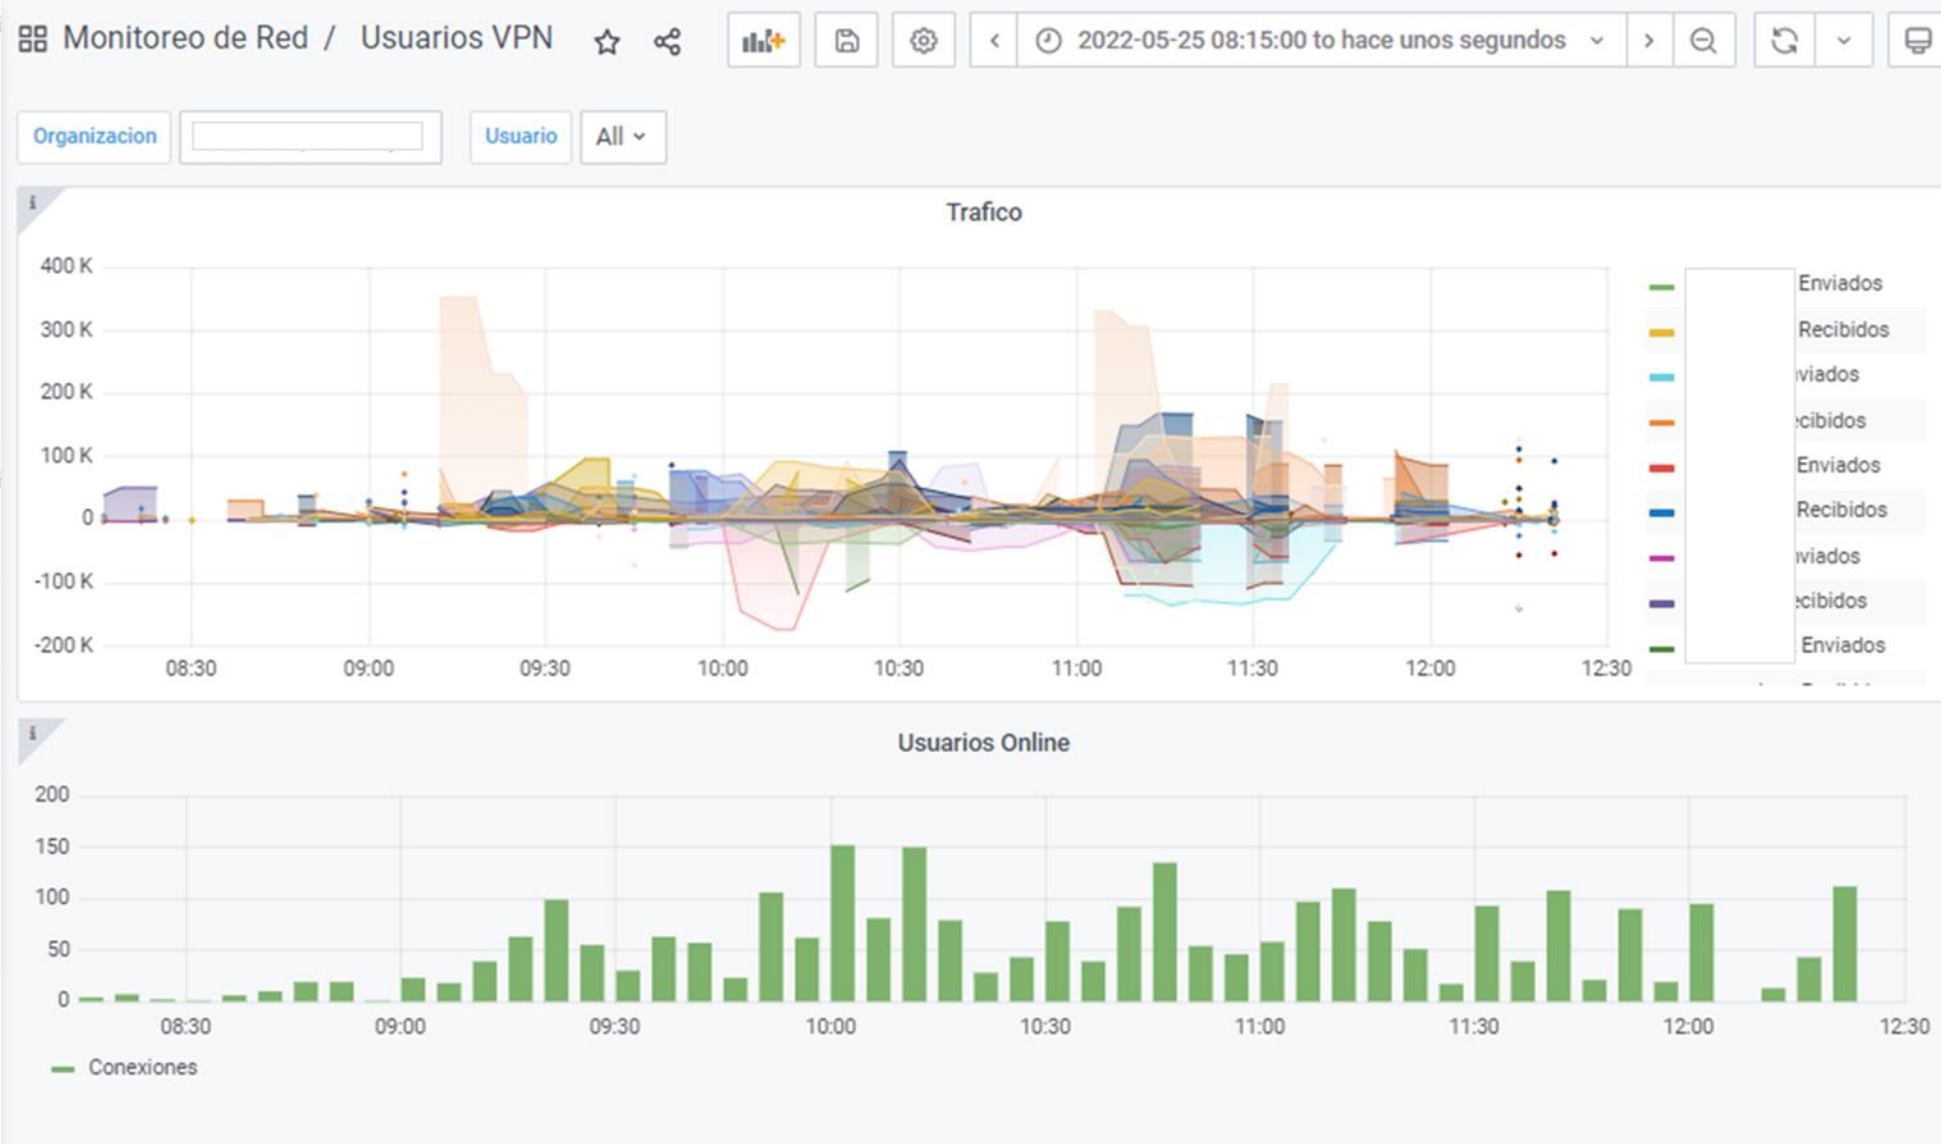 Monitoreo de Red / Usuarios VPN
2022-05-25 08:15:00 to hace unos segundos
Organizacion
Usuario All
i
Trafico
400 K
300 K
200 K
100 K
0
-100 K
-200 K
08:30 09:00 09:30 10:00 10:30 11:00 11:30 12:00 12:30
Enviados
Recibidos
viados
cibidos
Enviados
Recibidos
viados
ecibidos
Enviados
i
Usuarios Online
200
150
100
50
0
08:30 09:00 09:30 10:00 10:30 11:00 11:30 12:00 12:30
Conexiones